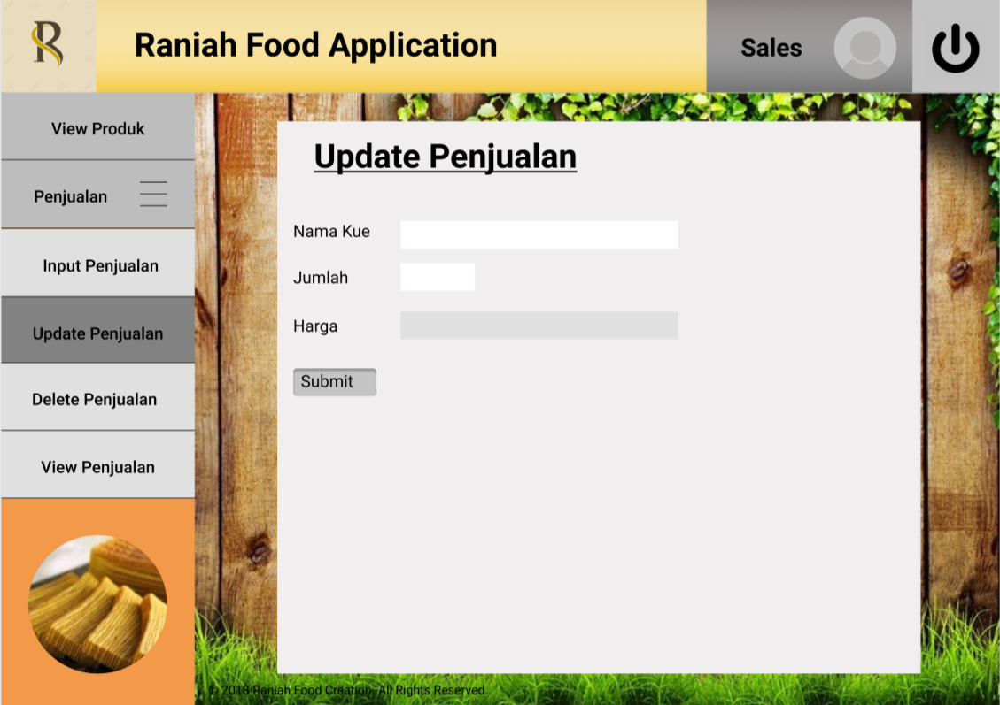 R
Raniah Food Application
Sales
View Produk
Penjualan
Input Penjualan
Update Penjualan
Delete Penjualan
View Penjualan
Update Penjualan
Nama Kue
Jumlah
Harga
Submit
© 2018 Raniah Food Creation. All Rights Reserved.